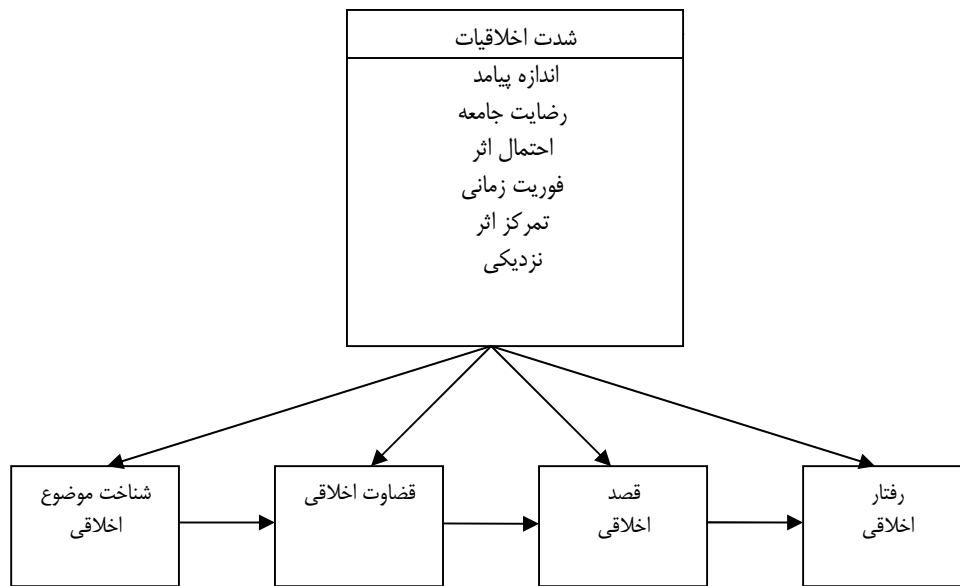 شدت اخلاقیات
اندازه پیامد
رضایت جامعه
احتمال اثر
فوریت زمانی
تمرکز اثر
نزدیکی
شناخت موضوع
اخلاقی
قضاوت اخلاقی
قصد
اخلاقی
رفتار
اخلاقی